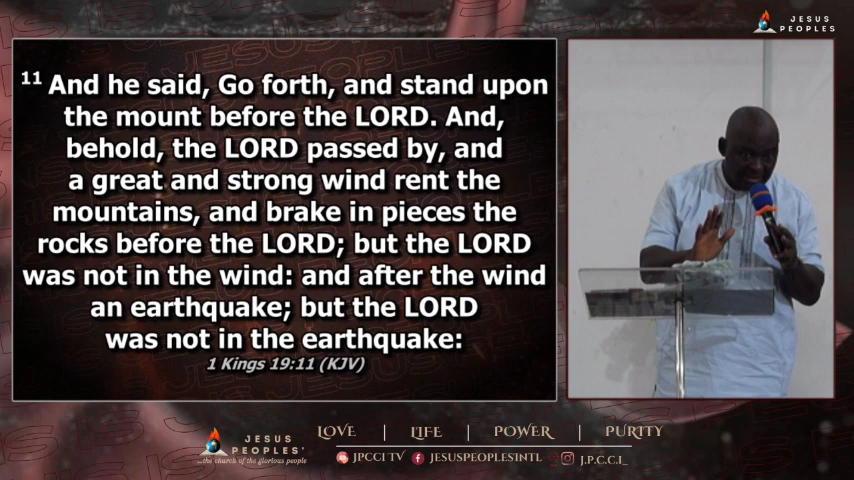 JESUS
PEOPLES
11 And he said, Go forth, and stand upon
the mount before the LORD. And,
behold, the LORD passed by, and
a great and strong wind rent the
mountains, and brake in pieces the
rocks before the LORD; but the LORD
was not in the wind: and after the wind
an earthquake; but the LORD
was not in the earthquake:
1 Kings 19:11 (KJV)
JESUS
PEOPLES'
...the church of the glorious people
LOVE | LIFE | POWER | PURITY
JPCCI TV JESUSPEOPLESINTL J.P.C.C.I_